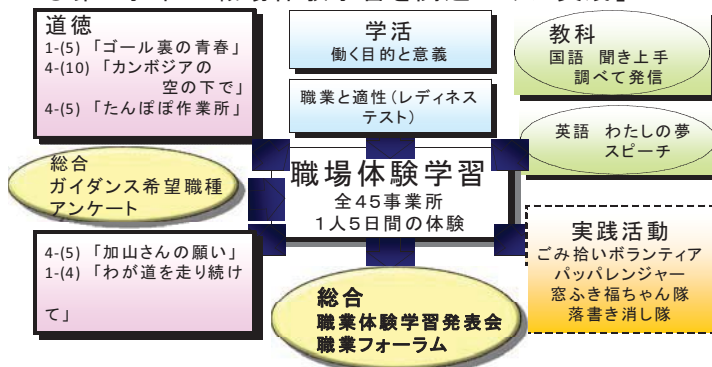 道徳
1-(5) 「ゴール裏の青春」
4-(10) 「カンボジアの
空の下で」
4-(5) 「たんぽぽ作業所」
学活
働く目的と意義
職業と適性(レディネス
テスト)
教科
国語 聞き上手
調べて発信
英語 わたしの夢
スピーチ
総合
ガイダンス希望職種
アンケート
職場体験学習
全45事業所
1人5日間の体験
4-(5) 「加山さんの願い」
1-(4) 「わが道を走り続け
て」
総合
職業体験学習発表会
職業フォーラム
実践活動
ごみ拾いボランティア
パッパレンジャー
窓ふき福ちゃん隊
落書き消し隊